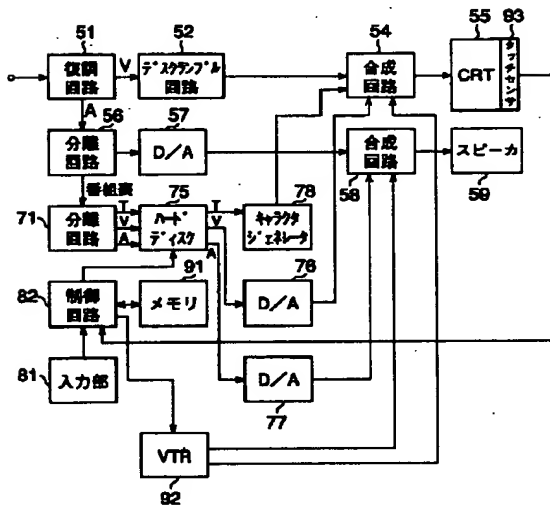 51
復調
回路
V
52
デスクランブル
回路
54
合成
回路
55
CRT
93
タッチセンサ
A
56
分離
回路
57
D/A
合成
回路
58
スピーカ
59
番組表
71
分離
回路
T
V
A
75
ハード
ディスク
T
V
A
78
キャラクタ
ジェネレータ
82
制御
回路
91
メモリ
76
D/A
81
入力部
D/A
77
VTR
92